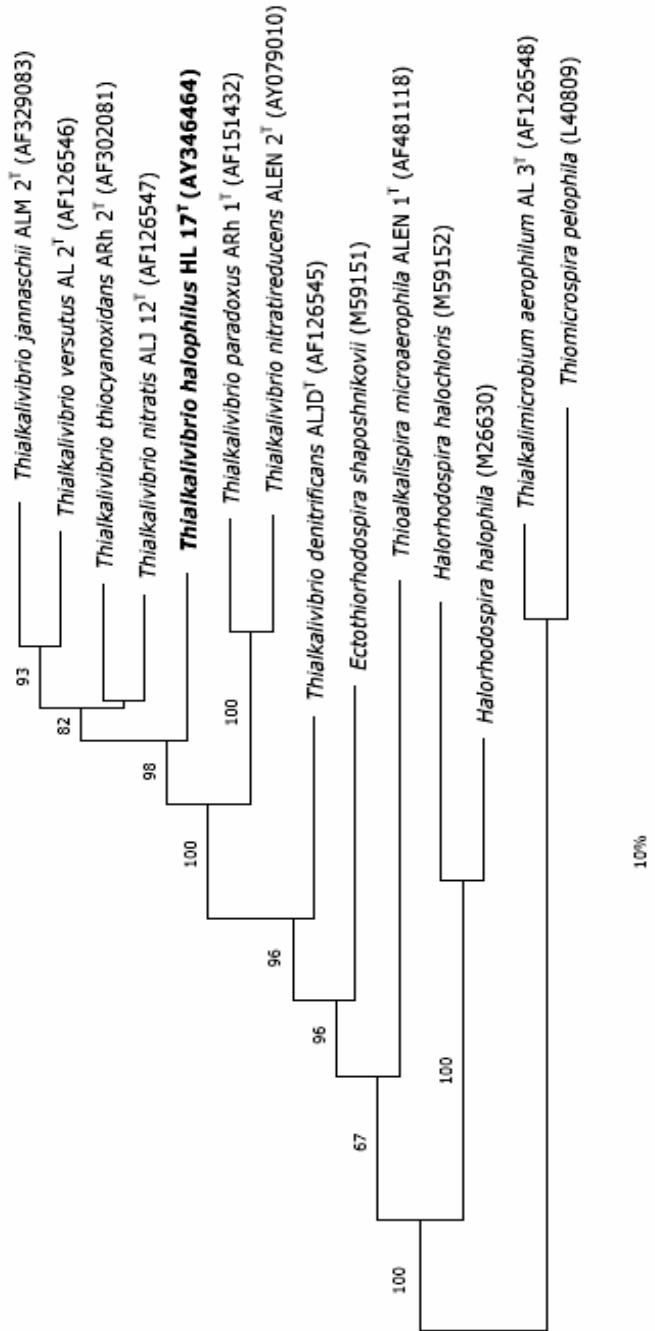 Thialkalivibrio jannaschii ALM 2ᵀ (AF329083)
Thialkalivibrio versutus AL 2ᵀ (AF126546)
Thialkalivibrio thiocyanoxidans ARh 2ᵀ (AF302081)
Thialkalivibrio nitratis ALJ 12ᵀ (AF126547)
Thialkalivibrio halophilus HL 17ᵀ (AY346464)
Thialkalivibrio paradoxus ARh 1ᵀ (AF151432)
Thialkalivibrio nitratireducens ALEN 2ᵀ (AY079010)
Thialkalivibrio denitrificans ALJDᵀ (AF126545)
Ectothiorhodospira shaposhnikovii (M59151)
Thioalkalispira microaerophila ALEN 1ᵀ (AF481118)
Halorhodospira halochloris (M59152)
Halorhodospira halophila (M26630)
Thialkalimicrobium aerophilum AL 3ᵀ (AF126548)
Thiomicrospira pelophila (L40809)
93
82
98
100
100
96
96
67
100
100
10%